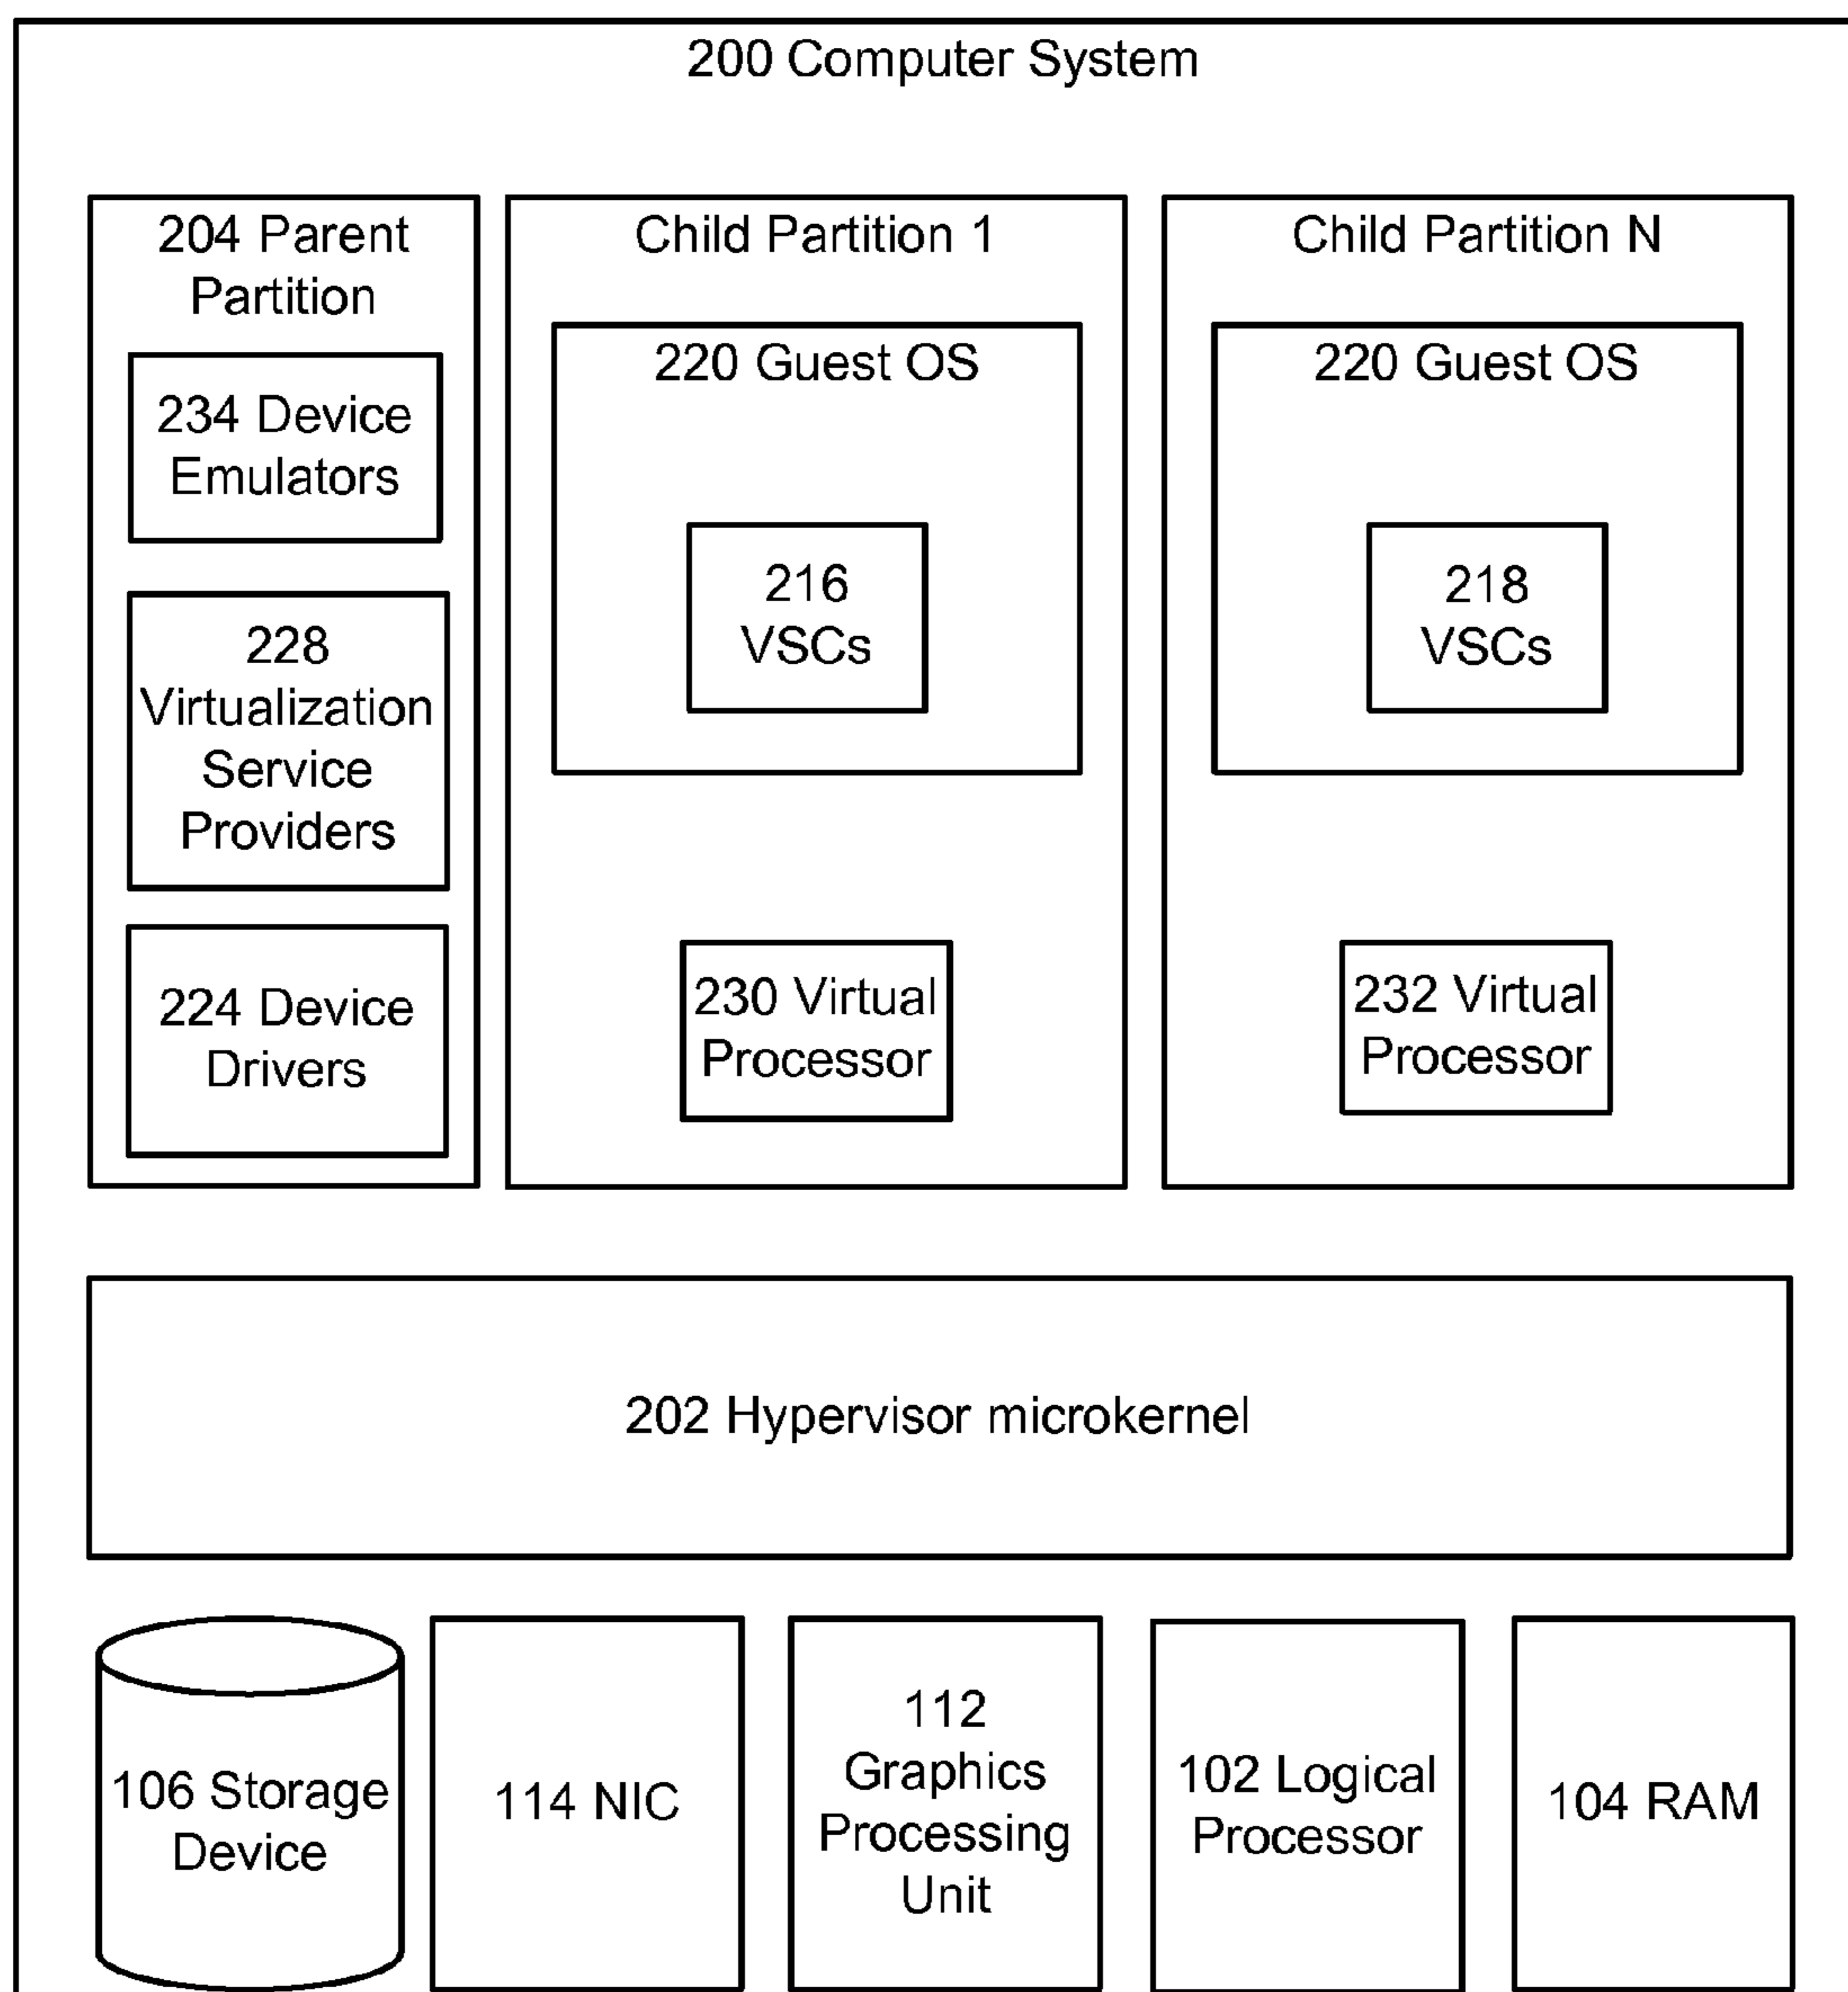 200 Computer System
204 Parent
Partition
234 Device
Emulators
228
Virtualization
Service
Providers
224 Device
Drivers
Child Partition 1
220 Guest OS
216
VSCs
230 Virtual
Processor
Child Partition N
220 Guest OS
218
VSCs
232 Virtual
Processor
202 Hypervisor microkernel
106 Storage
Device
114 NIC
112
Graphics
Processing
Unit
102 Logical
Processor
104 RAM